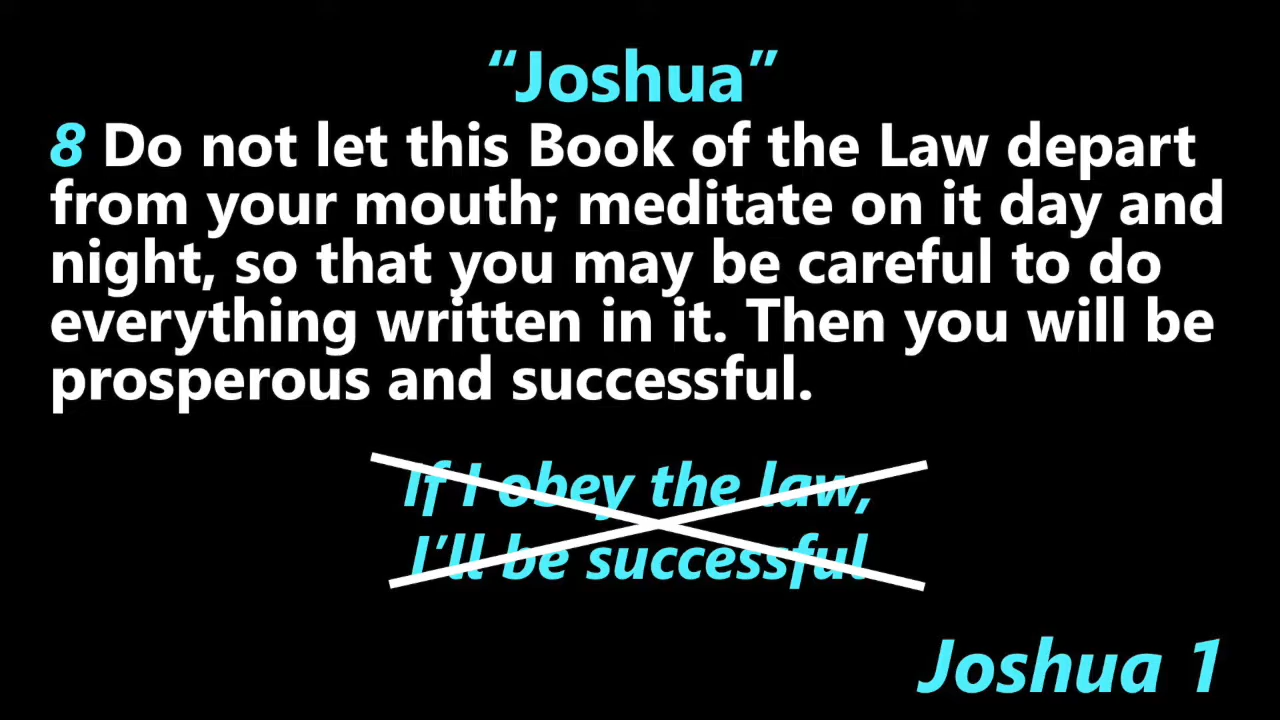 “Joshua”
8 Do not let this Book of the Law depart
from your mouth; meditate on it day and
night, so that you may be careful to do
everything written in it. Then you will be
prosperous and successful.
If I obey the law,
I’ll be successful
Joshua 1